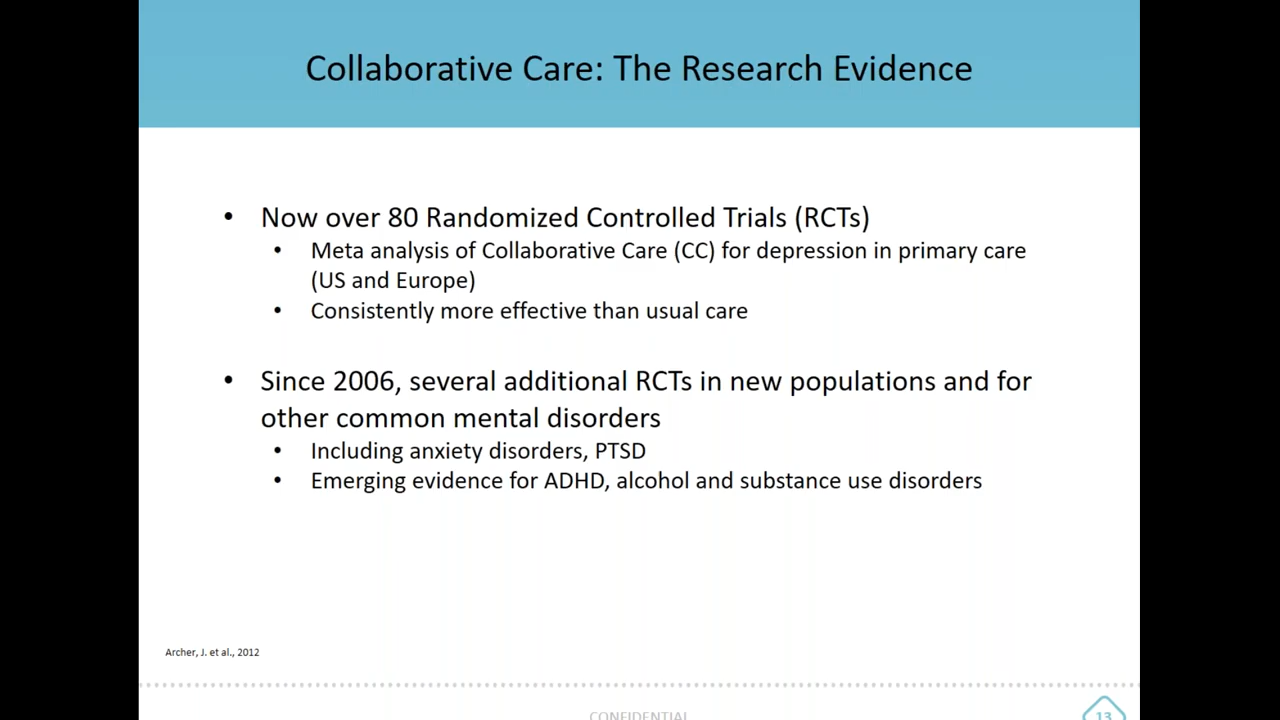 Collaborative Care: The Research Evidence
• Now over 80 Randomized Controlled Trials (RCTs)
• Meta analysis of Collaborative Care (CC) for depression in primary care
(US and Europe)
• Consistently more effective than usual care
• Since 2006, several additional RCTs in new populations and for
other common mental disorders
• Including anxiety disorders, PTSD
• Emerging evidence for ADHD, alcohol and substance use disorders
Archer, J. et al., 2012
CONFIDENTIAL
13